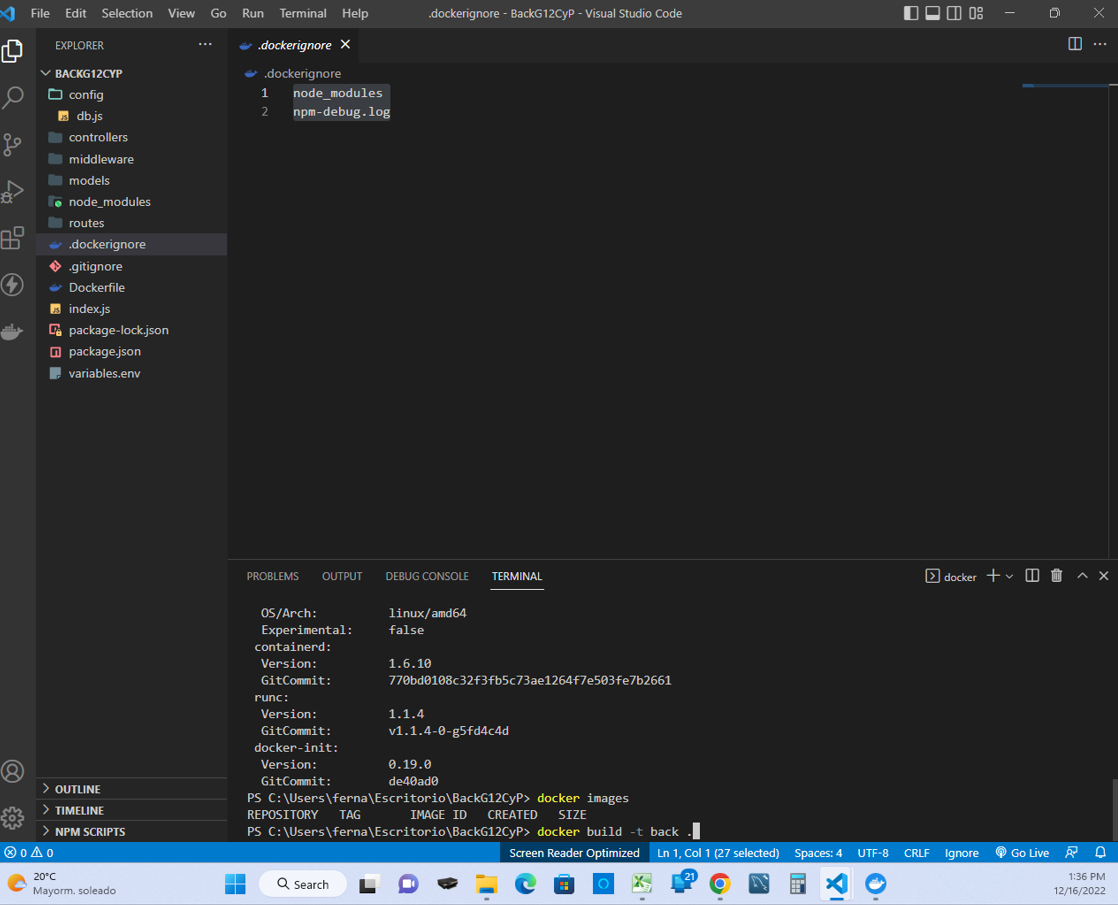 File Edit Selection View Go Run Terminal Help .dockerignore - BackG12CyP - Visual Studio Code
EXPLORER
BACKG12CYP
config
db.js
controllers
middleware
models
node_modules
routes
.dockerignore
.gitignore
Dockerfile
index.js
package-lock.json
package.json
variables.env
OUTLINE
TIMELINE
NPM SCRIPTS
.dockerignore
.dockerignore
1 node_modules
2 npm-debug.log
PROBLEMS OUTPUT DEBUG CONSOLE TERMINAL docker
OS/Arch: linux/amd64
Experimental: false
containerd:
Version: 1.6.10
GitCommit: 770bd0108c32f3fb5c73ae1264f7e503fe7b2661
runc:
Version: 1.1.4
GitCommit: v1.1.4-0-g5fd4c4d
docker-init:
Version: 0.19.0
GitCommit: de40ad0
PS C:\Users\ferna\Escritorio\BackG12CyP> docker images
REPOSITORY TAG IMAGE ID CREATED SIZE
PS C:\Users\ferna\Escritorio\BackG12CyP> docker build -t back .
0 0 Screen Reader Optimized Ln 1, Col 1 (27 selected) Spaces: 4 UTF-8 CRLF Ignore Go Live
20°C
Mayorm. soleado
Search
21
1:36 PM
12/16/2022